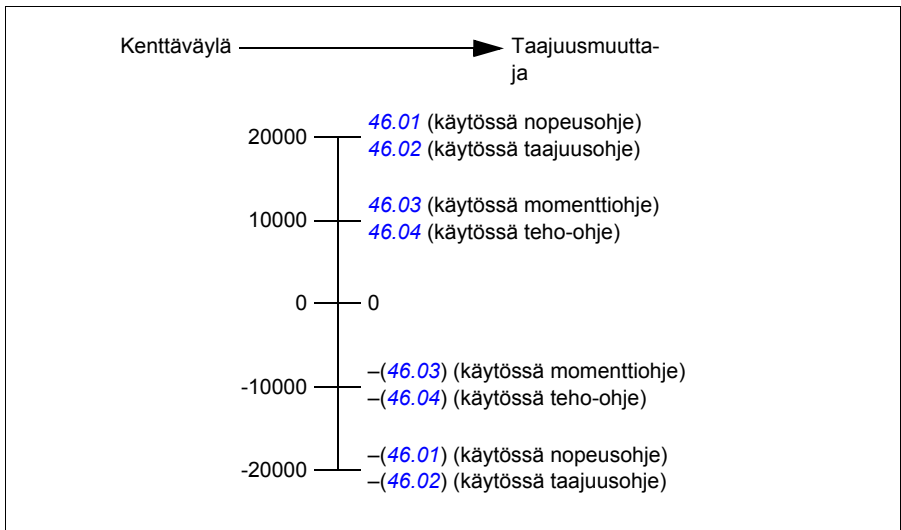 Kenttäväylä Taajuusmuutta-
ja
46.01 (käytössä nopeusohje)
20000
46.02 (käytössä taajuusohje)
46.03 (käytössä momenttiohje)
10000
46.04 (käytössä teho-ohje)
0 0
–(46.03) (käytössä momenttiohje)
-10000
–(46.04) (käytössä teho-ohje)
–(46.01) (käytössä nopeusohje)
-20000
–(46.02) (käytössä taajuusohje)